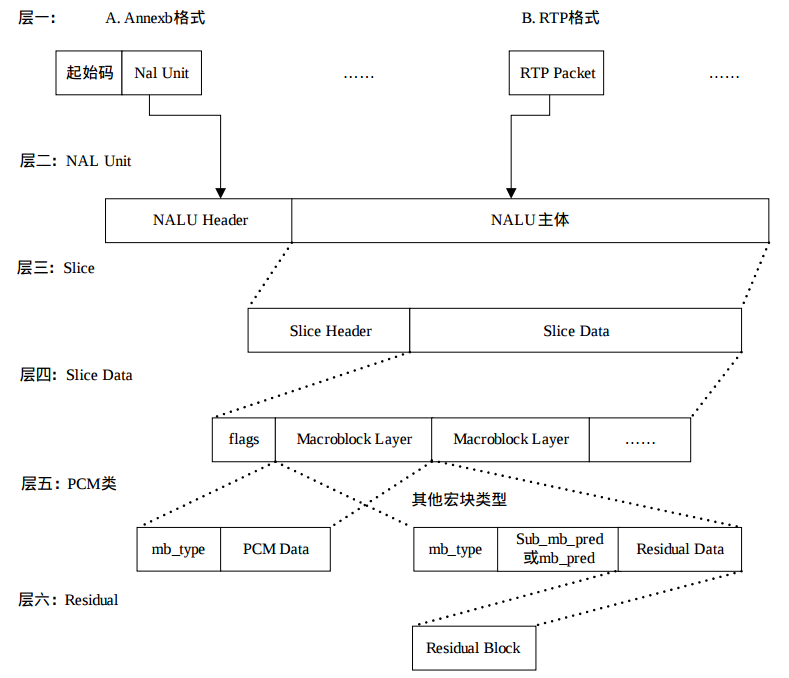 层一： A. Annexb格式 B. RTP格式
起始码 Nal Unit …… RTP Packet ……
层二：NAL Unit
NALU Header NALU主体
层三：Slice
Slice Header Slice Data
层四：Slice Data
flags Macroblock Layer Macroblock Layer ……
层五：PCM类
其他宏块类型
mb_type PCM Data mb_type Sub_mb_pred
或mb_pred Residual Data
层六：Residual
Residual Block